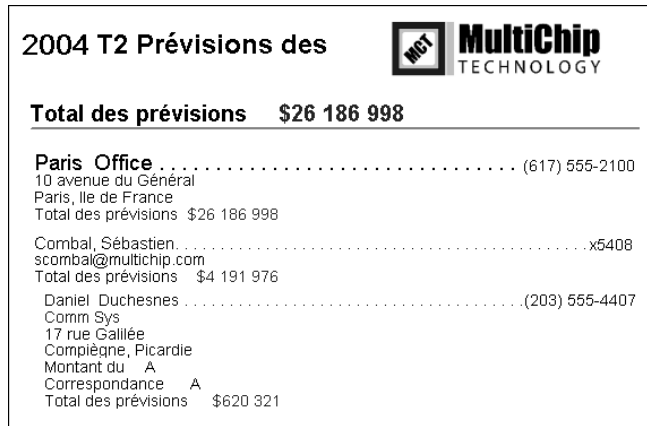 2004 T2 Prévisions des
MCT
MultiChip
TECHNOLOGY
Total des prévisions $26 186 998
Paris Office . . . . . . . . . . . . . . . . . . . . . . . . . . . . . . . . (617) 555-2100
10 avenue du Général
Paris, Ile de France
Total des prévisions $26 186 998
Combal, Sébastien. . . . . . . . . . . . . . . . . . . . . . . . . . . . . . . . . . . . . . x5408
scombal@multichip.com
Total des prévisions $4 191 976
Daniel Duchesnes . . . . . . . . . . . . . . . . . . . . . . . . . . . . . . . . (203) 555-4407
Comm Sys
17 rue Galilée
Compiègne, Picardie
Montant du A
Correspondance A
Total des prévisions $620 321